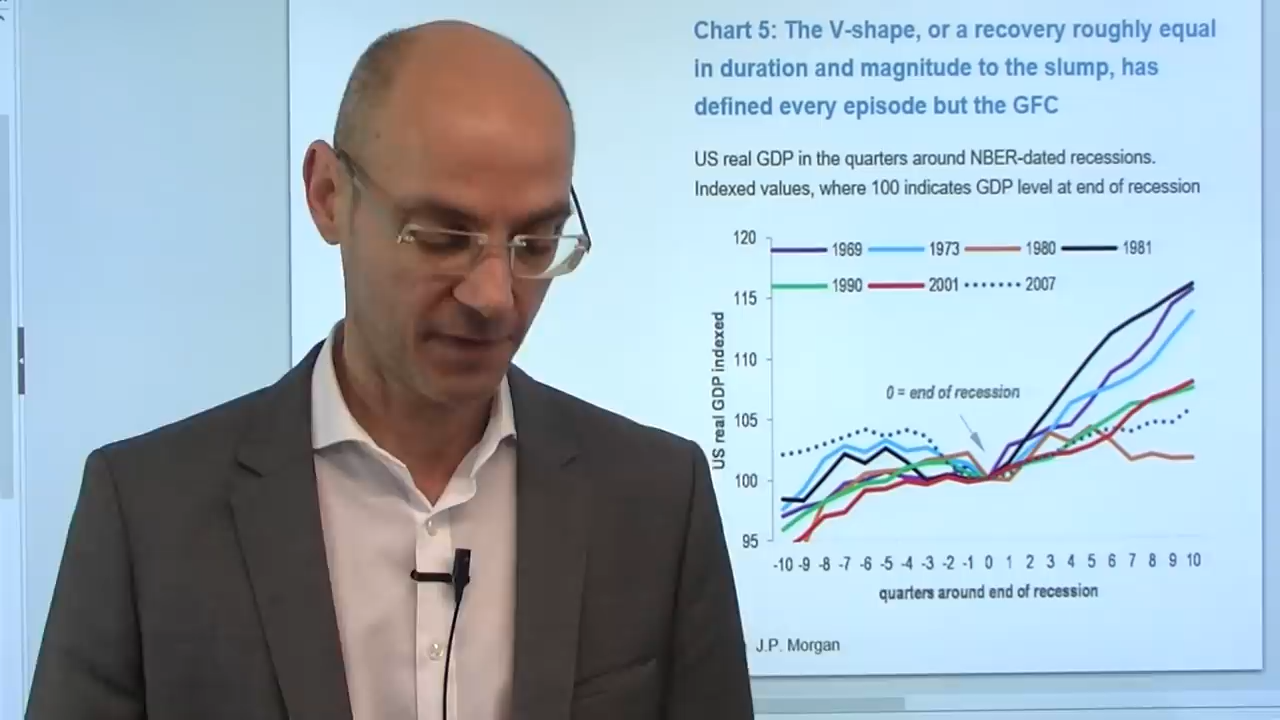 Chart 5: The V-shape, or a recovery roughly equal
in duration and magnitude to the slump, has
defined every episode but the GFC
US real GDP in the quarters around NBER-dated recessions.
Indexed values, where 100 indicates GDP level at end of recession
120
1969 1973 1980 1981
1990 2001 2007
115
110
0 = end of recession
105
100
95
US real GDP indexed
-10 -9 -8 -7 -6 -5 -4 -3 -2 -1 0 1 2 3 4 5 6 7 8 9 10
quarters around end of recession
J.P. Morgan